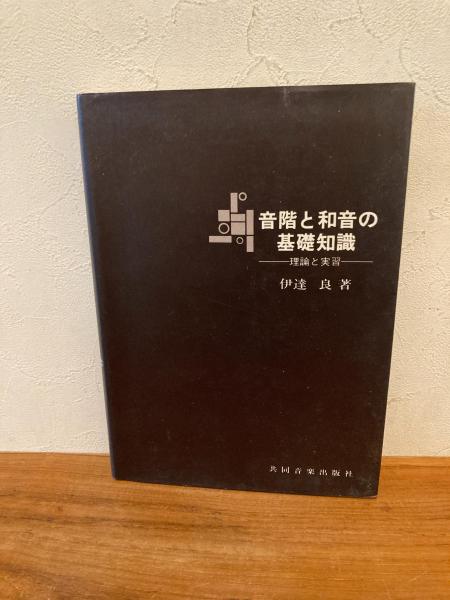 音階と和音の
基礎知識
理論と実習
伊達 良 著
共同音楽出版社